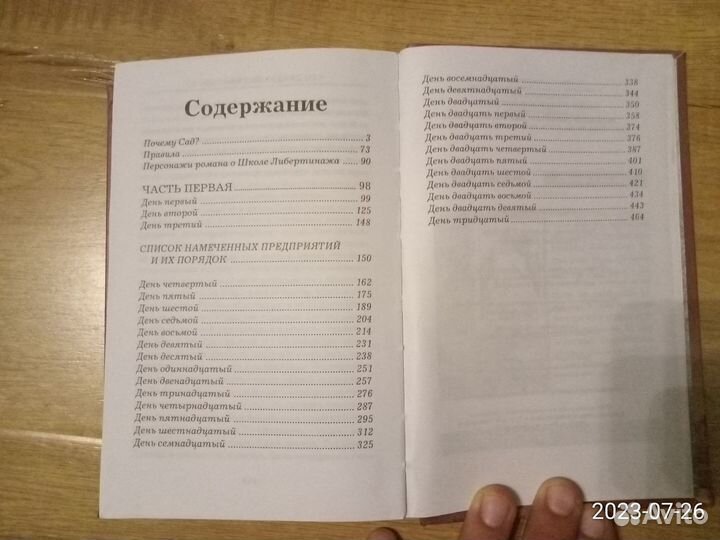 Содержание
Почему Сад? 3
Правила 73
Персонажи романа о Школе Либертинажа 90
ЧАСТЬ ПЕРВАЯ 98
День первый 99
День второй 125
День третий 148
СПИСОК НАМЕЧЕННЫХ ПРЕДПРИЯТИЙ
И ИХ ПОРЯДОК 150
День четвертый 162
День пятый 175
День шестой 189
День седьмой 204
День восьмой 214
День девятый 231
День десятый 238
День одиннадцатый 251
День двенадцатый 257
День тринадцатый 276
День четырнадцатый 287
День пятнадцатый 295
День шестнадцатый 312
День семнадцатый 325
День восемнадцатый 338
День девятнадцатый 344
День двадцатый 350
День двадцать первый 358
День двадцать второй 374
День двадцать третий 376
День двадцать четвертый 387
День двадцать пятый 401
День двадцать шестой 410
День двадцать седьмой 421
День двадцать восьмой 434
День двадцать девятый 443
День тридцатый 464
2023-07-26
Avito